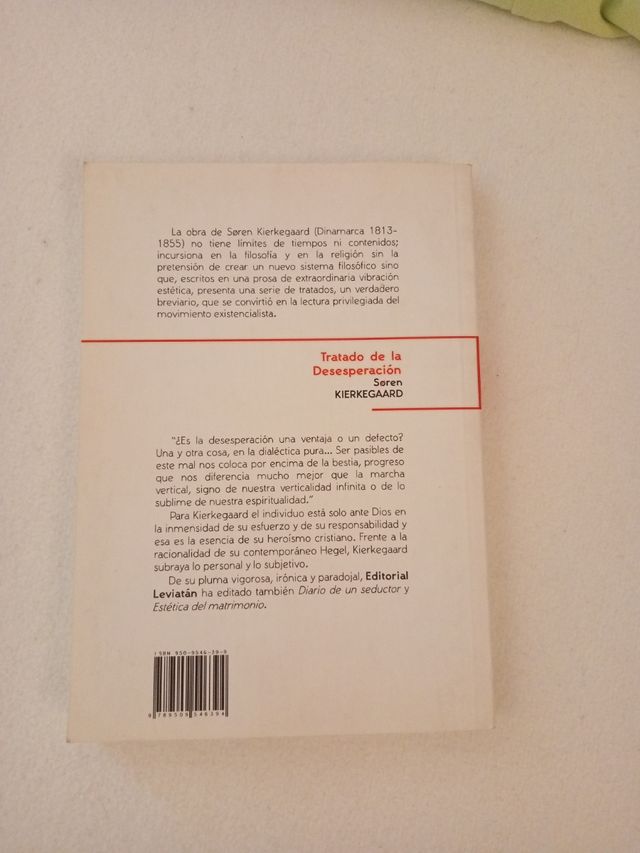 La obra de Søren Kierkegaard (Dinamarca 1813-
1855) no tiene límites de tiempos ni contenidos;
incursiona en la filosofía y en la religión sin la
pretensión de crear un nuevo sistema filosófico sino
que, escritos en una prosa de extraordinaria vibración
estética, presenta una serie de tratados, un verdadero
breviario, que se convirtió en la lectura privilegiada del
movimiento existencialista.
Tratado de la
Desesperación
Søren
KIERKEGAARD
"¿Es la desesperación una ventaja o un defecto?
Una y otra cosa, en la dialéctica pura... Ser pasibles de
este mal nos coloca por encima de la bestia, progreso
que nos diferencia mucho mejor que la marcha
vertical, signo de nuestra verticalidad infinita o de lo
sublime de nuestra espiritualidad."
Para Kierkegaard el individuo está solo ante Dios en
la inmensidad de su esfuerzo y de su responsabilidad y
esa es la esencia de su heroísmo cristiano. Frente a la
racionalidad de su contemporáneo Hegel, Kierkegaard
subraya lo personal y lo subjetivo.
De su pluma vigorosa, irónica y paradojal, Editorial
Leviatán ha editado también Diario de un seductor y
Estética del matrimonio.
ISBN 950-9546-39-9
9 789509 546394